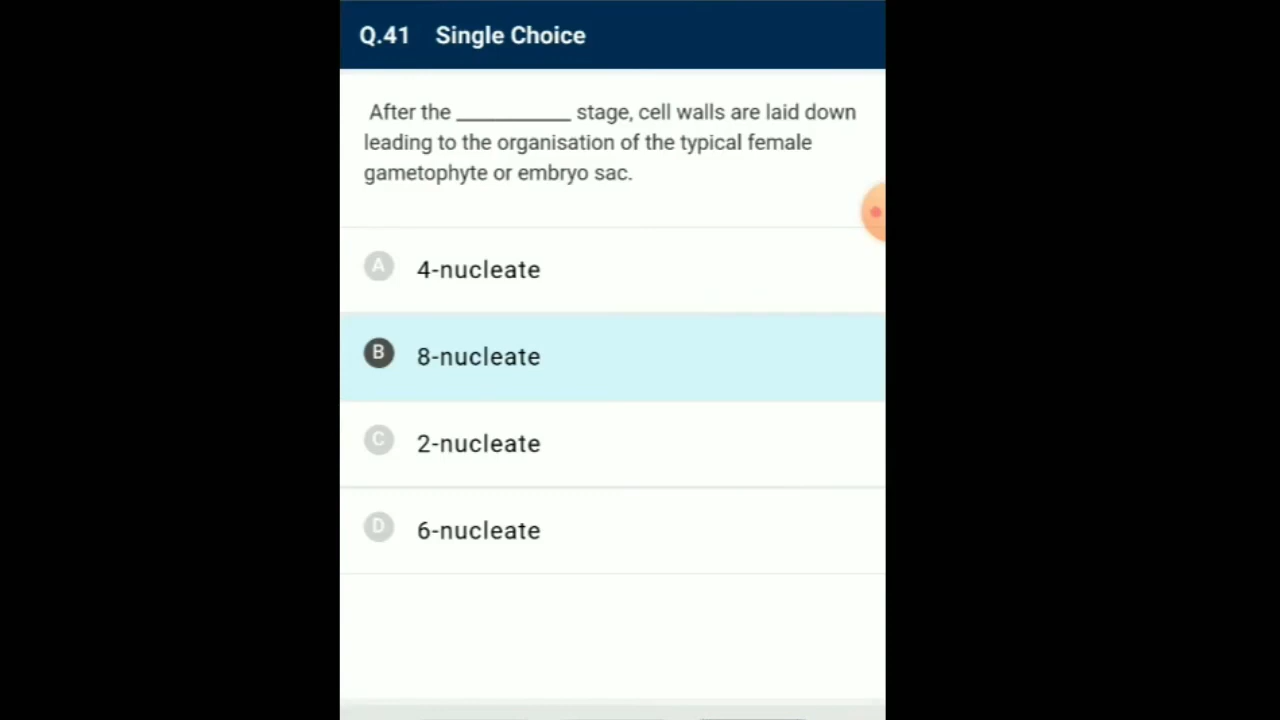 Q.41 Single Choice
After the __________ stage, cell walls are laid down
leading to the organisation of the typical female
gametophyte or embryo sac.
A 4-nucleate
B 8-nucleate
C 2-nucleate
D 6-nucleate